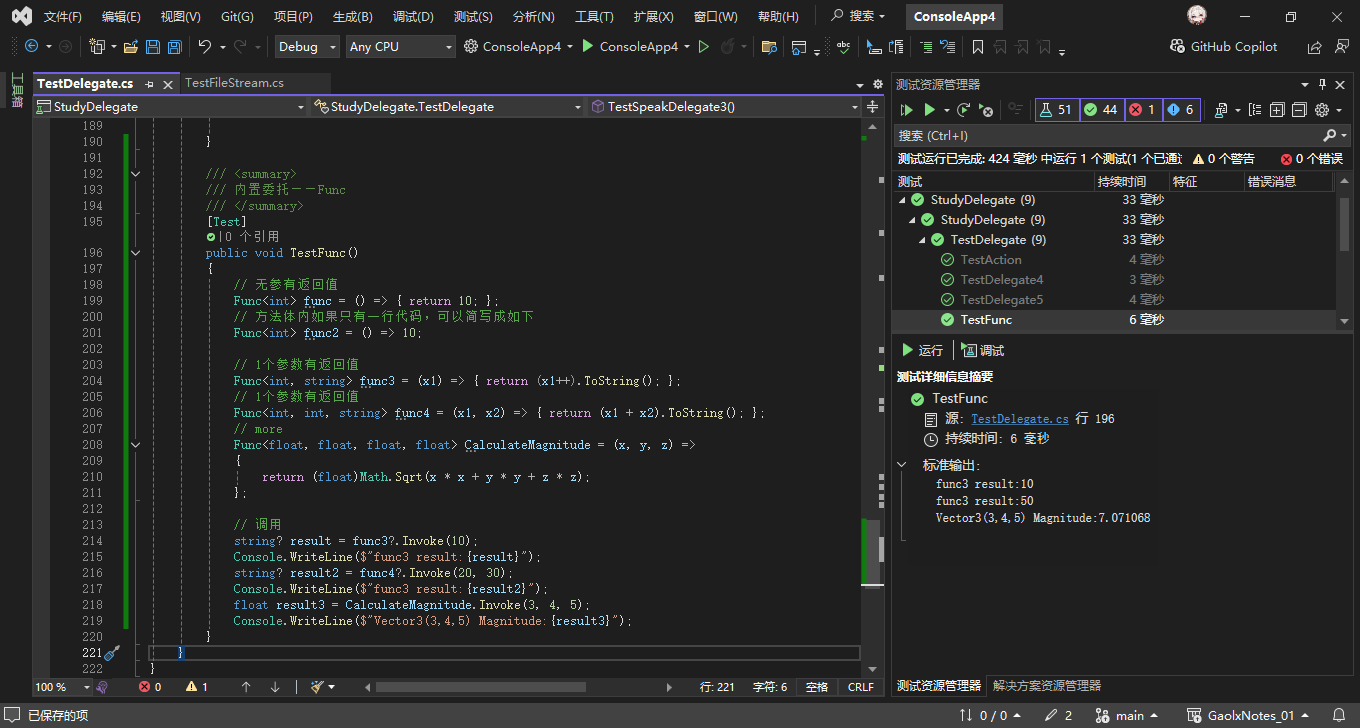 文件(F) 编辑(E) 视图(V) Git(G) 项目(P) 生成(B) 调试(D) 测试(S) 分析(N) 工具(T) 扩展(X) 窗口(W) 帮助(H) 搜索 ConsoleApp4
Debug Any CPU ConsoleApp4 ConsoleApp4 abc GitHub Copilot
工具箱
TestDelegate.cs TestFileStream.cs
StudyDelegate StudyDelegate.TestDelegate TestSpeakDelegate3()
189
190 }
191
192 /// <summary>
193 /// 内置委托－－Func
194 /// </summary>
195 [Test]
|0 个引用
196 public void TestFunc()
197 {
198 // 无参有返回值
199 Func<int> func = () => { return 10; };
200 // 方法体内如果只有一行代码，可以简写成如下
201 Func<int> func2 = () => 10;
202
203 // 1个参数有返回值
204 Func<int, string> func3 = (x1) => { return (x1++).ToString(); };
205 // 1个参数有返回值
206 Func<int, int, string> func4 = (x1, x2) => { return (x1 + x2).ToString(); };
207 // more
208 Func<float, float, float, float> CalculateMagnitude = (x, y, z) =>
209 {
210 return (float)Math.Sqrt(x * x + y * y + z * z);
211 };
212
213 // 调用
214 string? result = func3?.Invoke(10);
215 Console.WriteLine($"func3 result:{result}");
216 string? result2 = func4?.Invoke(20, 30);
217 Console.WriteLine($"func3 result:{result2}");
218 float result3 = CalculateMagnitude.Invoke(3, 4, 5);
219 Console.WriteLine($"Vector3(3,4,5) Magnitude:{result3}");
220 }
221 }
222 }
100 % 0 1 行: 221 字符: 6 空格 CRLF
测试资源管理器
51 44 1 6
搜索 (Ctrl+I)
测试运行已完成: 424 毫秒 中运行 1 个测试(1 个已通过 0 个警告 0 个错误
测试 持续时间 特征 错误消息
StudyDelegate (9) 33 毫秒
StudyDelegate (9) 33 毫秒
TestDelegate (9) 33 毫秒
TestAction 4 毫秒
TestDelegate4 3 毫秒
TestDelegate5 4 毫秒
TestFunc 6 毫秒
运行 调试
测试详细信息摘要
TestFunc
源: TestDelegate.cs 行 196
持续时间: 6 毫秒
标准输出:
func3 result:10
func3 result:50
Vector3(3,4,5) Magnitude:7.071068
测试资源管理器 解决方案资源管理器
已保存的项 0 / 0 2 main GaolxNotes_01